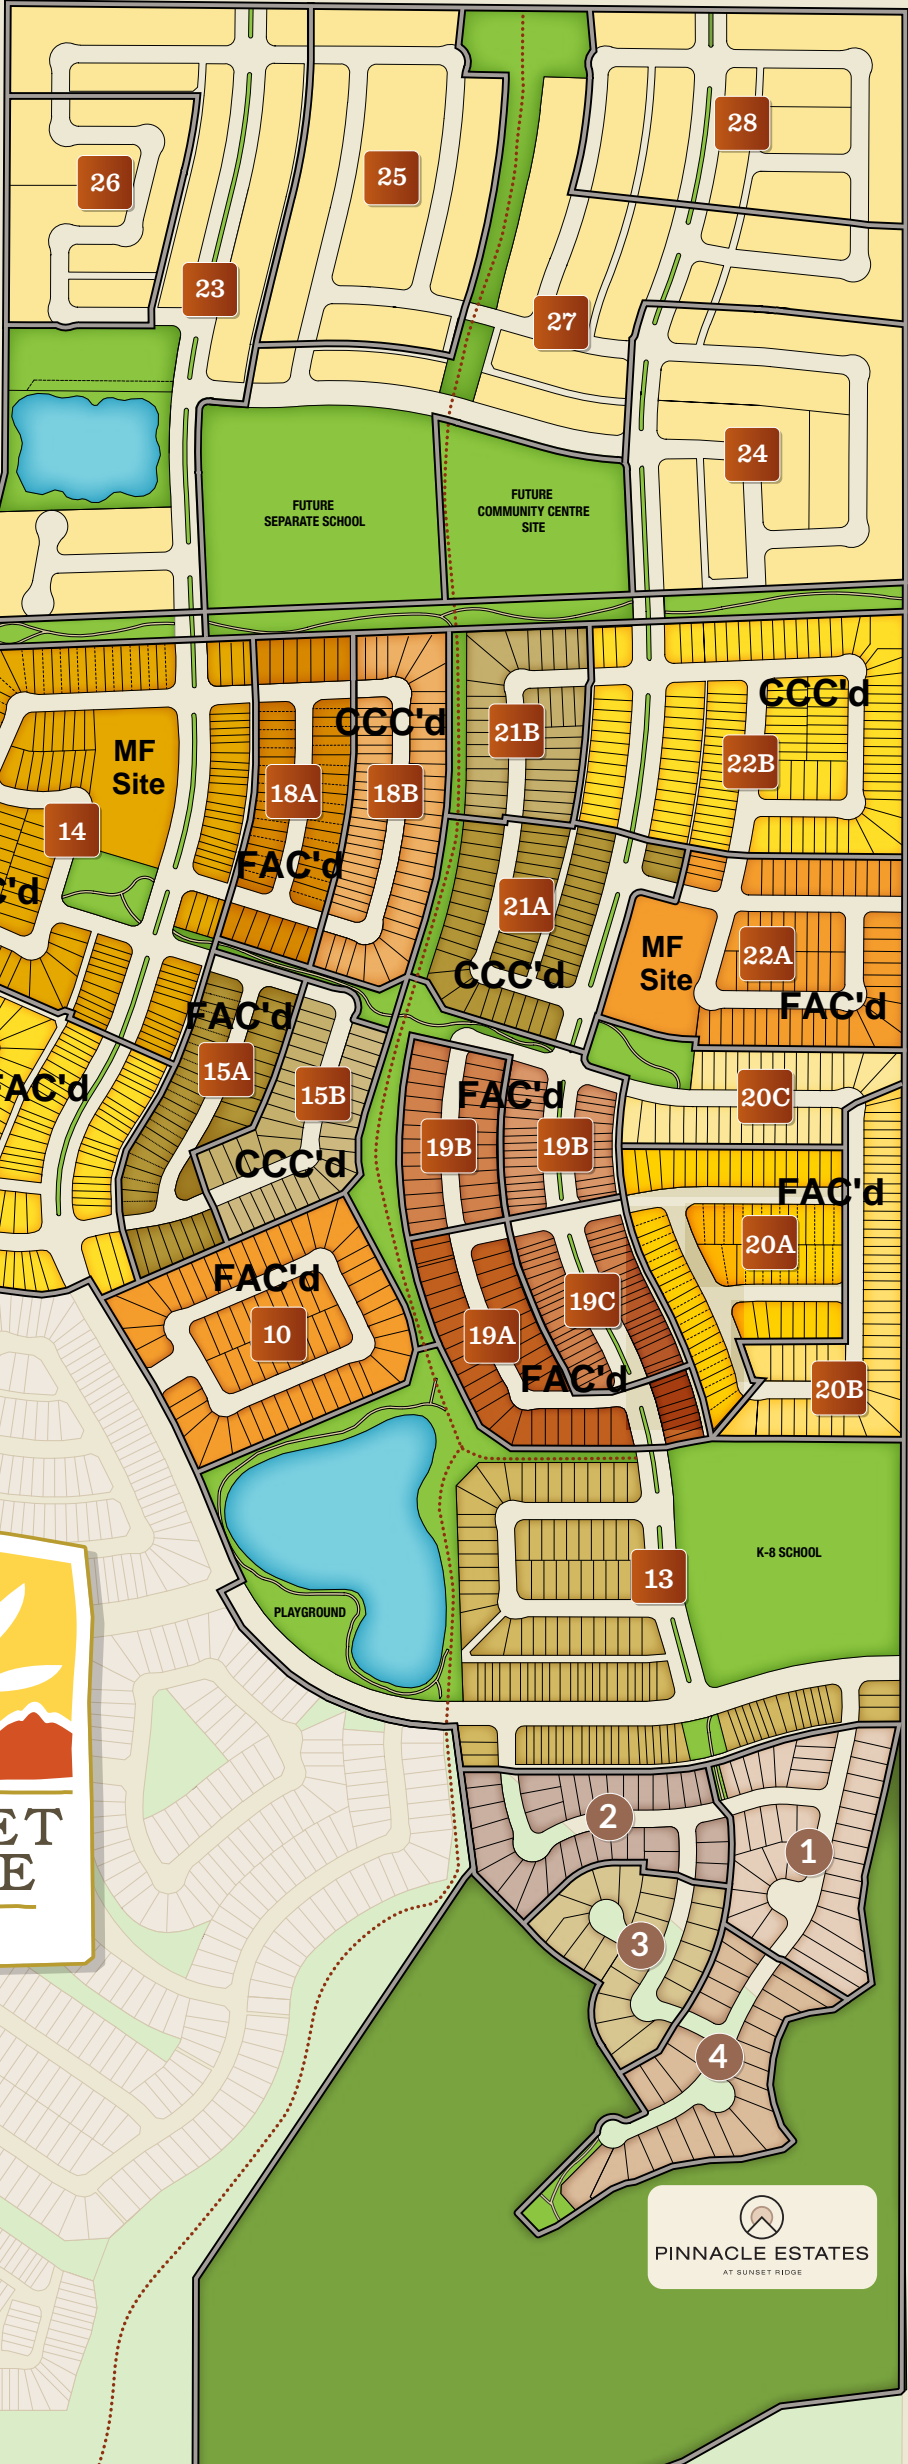 28
26
25
23
27
24
FUTURE
SEPARATE SCHOOL
FUTURE
COMMUNITY CENTRE
SITE
CCC'd
CCC'd
21B
MF
Site
22B
18A
18B
14
FAC'd
C'd
21A
MF
Site
22A
CCC'd
FAC'd
FAC'd
15A
FAC'd
15B
FAC'd
20C
19B
19B
CCC'd
FAC'd
20A
FAC'd
10
19C
19A
FAC'd
20B
K-8 SCHOOL
13
PLAYGROUND
ET
E
2
1
3
4
PINNACLE ESTATES
AT SUNSET RIDGE